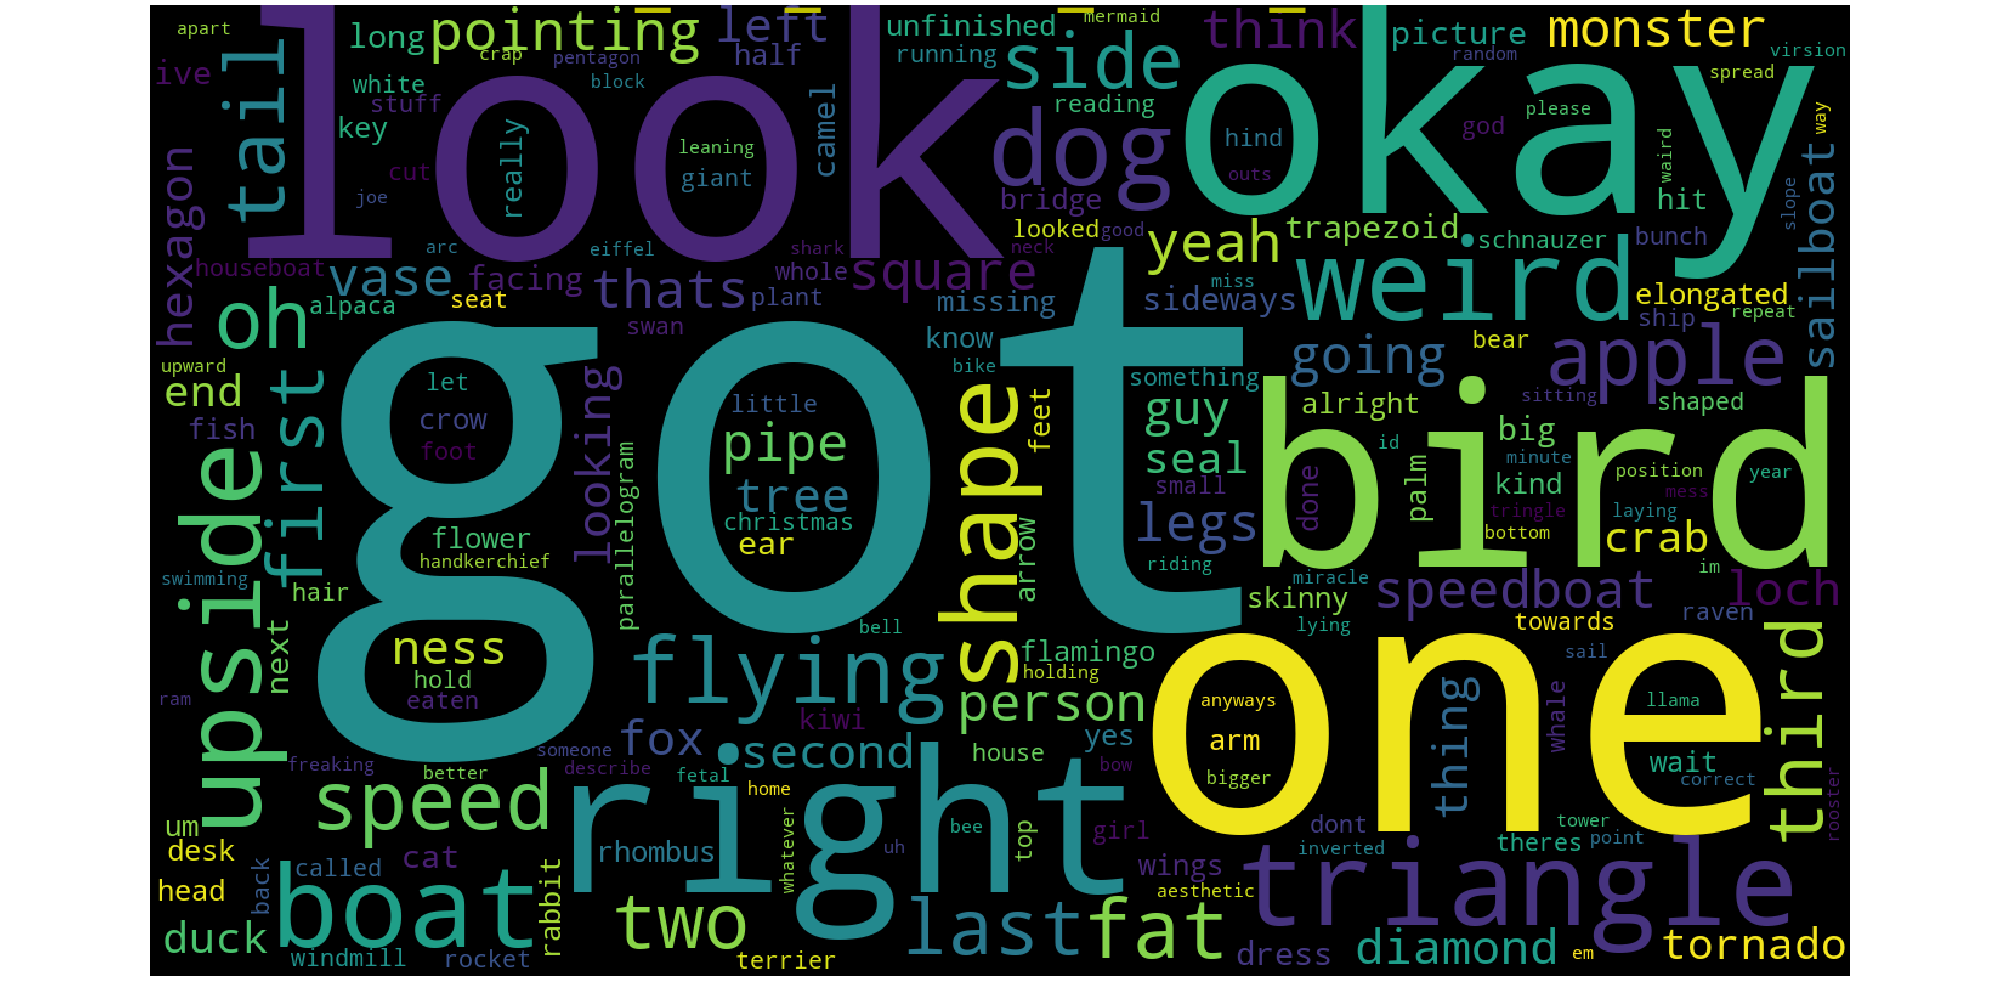 apart
long
pointing
left
unfinished
mermaid
think
picture
monster
ive
tail
look
crap
pentagon
half
running
side
okay
random
virsion
white
block
spread
stuff
camel
reading
please
way
key
really
leaning
dog
hind
god
waird
hexagon
cut
giant
outs
sailboat
joe
bridge
hit
slope
arc
eiffel
shark
looked
good
neck
yeah
trapezoid
schnauzer
bunch
houseboat
vase
facing
thats
whole
square
miss
weird
alpaca
seat
plant
missing
sideways
elongated
oh
swan
know
ship
repeat
upward
got
bike
going
bear
apple
end
first
let
looking
little
something
sitting
fish
crow
pipe
shape
feet
guy
alright
shaped
upside
foot
parallelogram
tree
seal
bird
id
big
minute
position
year
small
done
palm
kind
mess
flower
christmas
arrow
legs
tringle
laying
handkerchief
ear
bottom
crab
swimming
hair
riding
miracle
im
skinny
speedboat
loch
next
ness
bell
lying
towards
raven
flying
flamingo
one
sail
third
hold
holding
ram
eaten
person
anyways
thing
whale
llama
kiwi
fox
second
house
yes
arm
wait
freaking
someone
better
describe
fetal
bow
bigger
correct
speed
right
home
rooster
um
whatever
bee
top
girl
dont
tower
desk
cat
rhombus
uh
inverted
theres
point
back
called
rabbit
wings
triangle
head
boat
aesthetic
duck
two
last
fat
windmill
rocket
terrier
dress
diamond
em
tornado